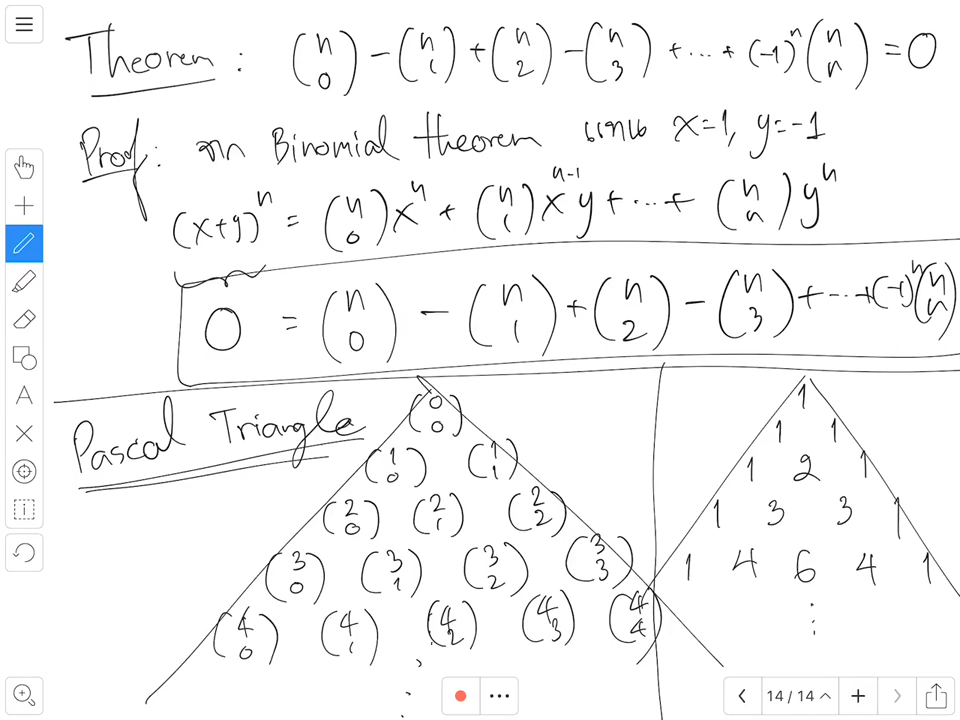 Theorem : (n 0) - (n 1) + (n 2) - (n 3) + ... + (-1)^n (n n) = 0
Proof : จาก Binomial theorem แทน x=1, y=-1
(x+y)^n = (n 0) x^n + (n 1) x^{n-1} y + ... + (n n) y^n
0 = (n 0) - (n 1) + (n 2) - (n 3) + ... + (-1)^n (n n)
Pascal Triangle
(0 0)
(1 0) (1 1)
(2 0) (2 1) (2 2)
(3 0) (3 1) (3 2) (3 3)
(4 0) (4 1) (4 2) (4 3) (4 4)
⋮
1
1 1
1 2 1
1 3 3 1
1 4 6 4 1
⋮
14 / 14